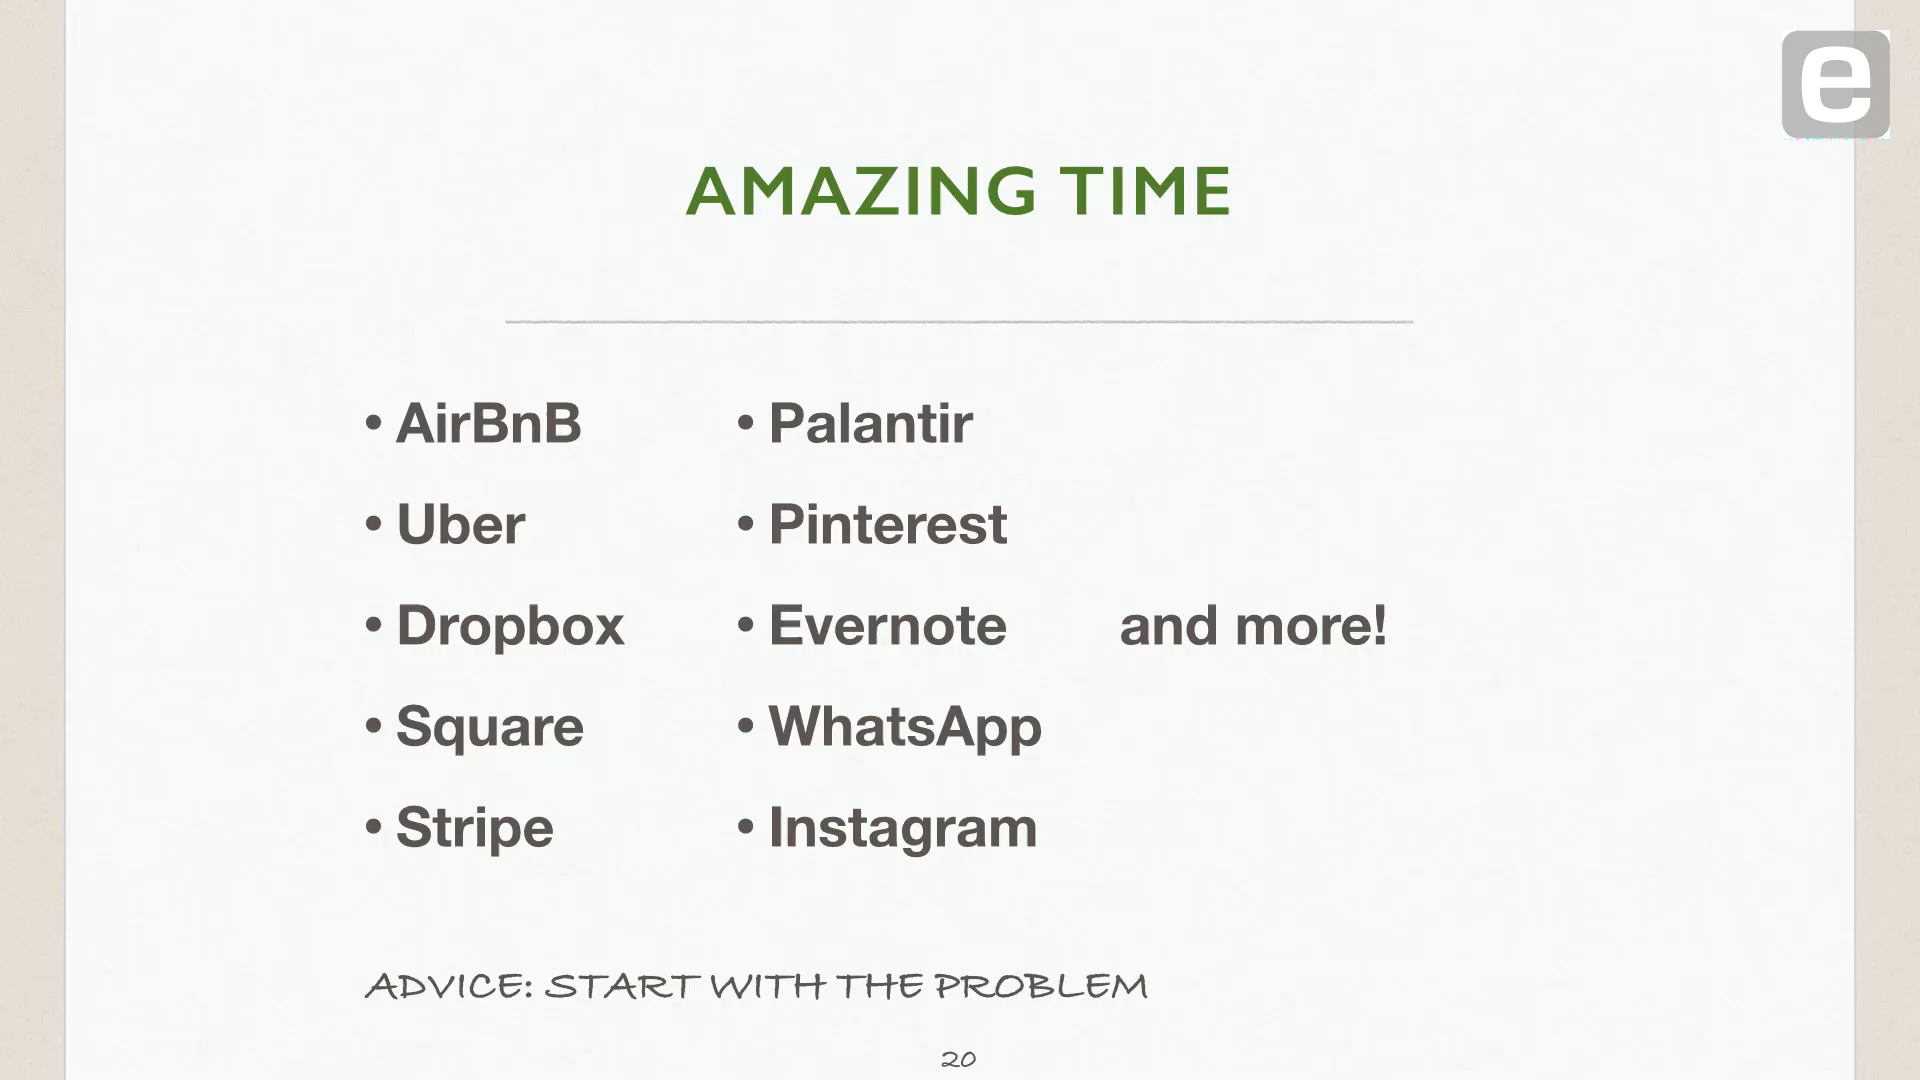 e
AMAZING TIME
• AirBnB
• Uber
• Dropbox
• Square
• Stripe
• Palantir
• Pinterest
• Evernote
• WhatsApp
• Instagram
and more!
ADVICE: START WITH THE PROBLEM
20